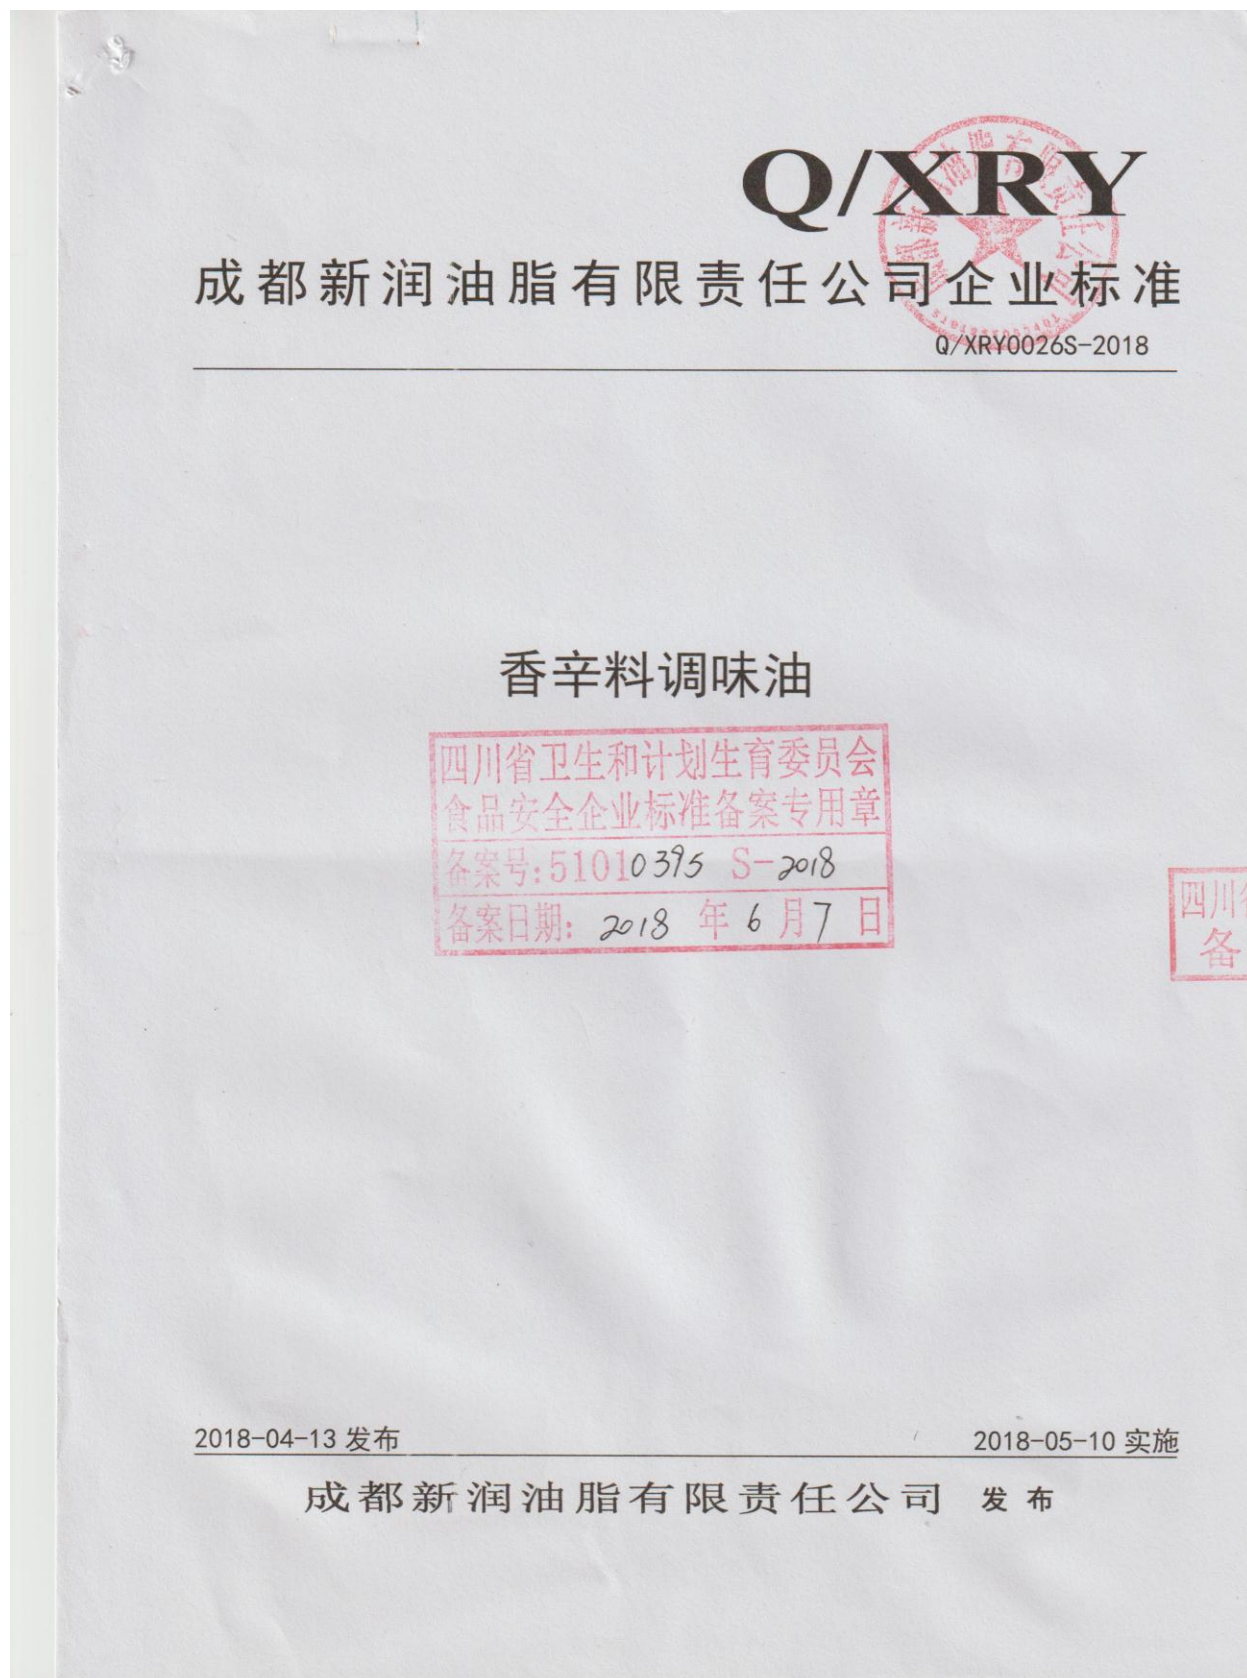 Q/XRY
成都新润油脂有限责任公司企业标准
Q/XRY0026S-2018
香辛料调味油
四川省卫生和计划生育委员会
食品安全企业标准备案专用章
备案号:51010395 S-2018
备案日期: 2018 年 6 月 7 日
四川
备
2018-04-13 发布
2018-05-10 实施
成都新润油脂有限责任公司 发布